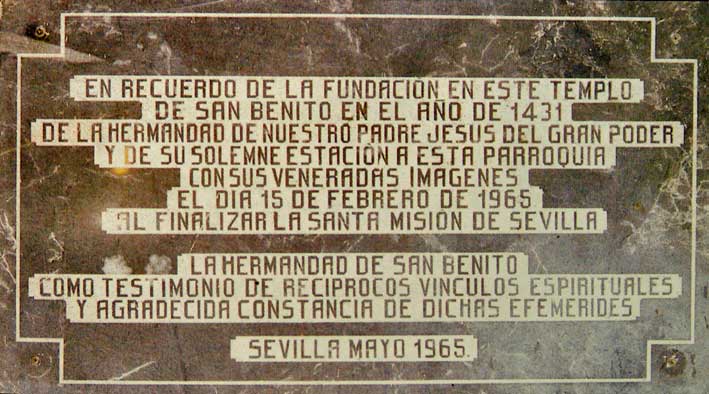 EN RECUERDO DE LA FUNDACION EN ESTE TEMPLO
DE SAN BENITO EN EL AÑO DE 1431
DE LA HERMANDAD DE NUESTRO PADRE JESUS DEL GRAN PODER
Y DE SU SOLEMNE ESTACIÓN A ESTA PARROQUIA
CON SUS VENERADAS IMAGENES
EL DIA 15 DE FEBRERO DE 1965
AL FINALIZAR LA SANTA MISIÓN DE SEVILLA
LA HERMANDAD DE SAN BENITO
COMO TESTIMONIO DE RECIPROCOS VINCULOS ESPIRITUALES
Y AGRADECIDA CONSTANCIA DE DICHAS EFEMERIDES
SEVILLA MAYO 1965.